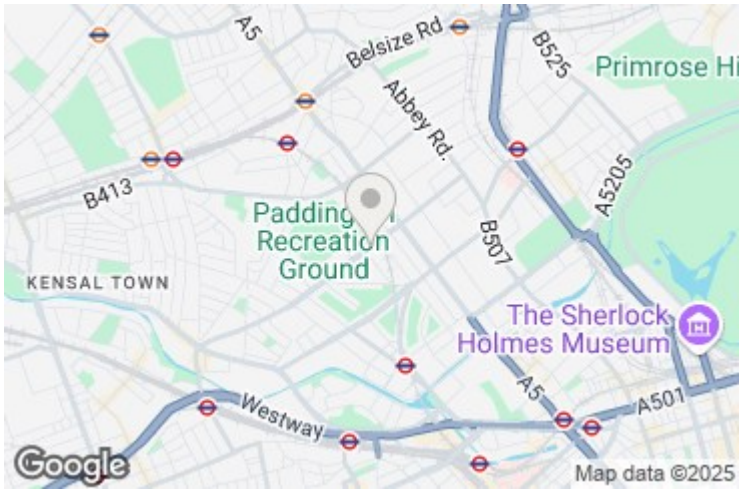 A5
Belsize Rd
B525
Primrose Hi
Abbey Rd.
B413
A5205
Paddington
Recreation
Ground
B507
KENSAL TOWN
The Sherlock
Holmes Museum
A5
A501
Westway
Google
Map data ©2025